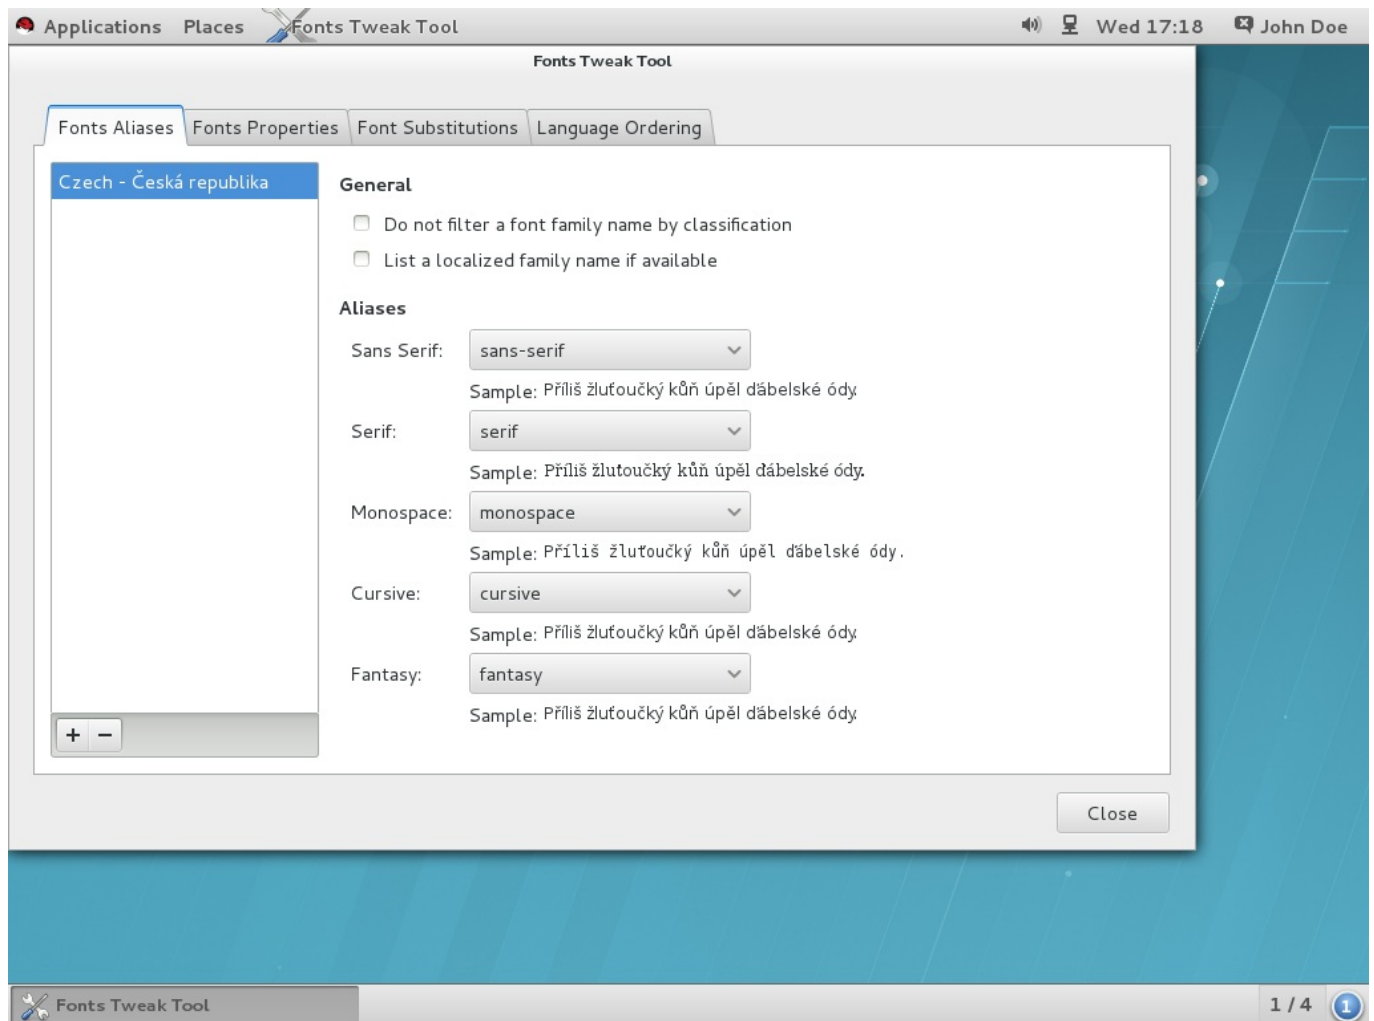 Applications Places Fonts Tweak Tool Wed 17:18 John Doe
Fonts Tweak Tool
Fonts Aliases Fonts Properties Font Substitutions Language Ordering
Czech - Česká republika
General
Do not filter a font family name by classification
List a localized family name if available
Aliases
Sans Serif: sans-serif
Sample: Příliš žluťoučký kůň úpěl ďábelské ódy.
Serif: serif
Sample: Příliš žluťoučký kůň úpěl ďábelské ódy.
Monospace: monospace
Sample: Příliš žluťoučký kůň úpěl ďábelské ódy.
Cursive: cursive
Sample: Příliš žluťoučký kůň úpěl ďábelské ódy.
Fantasy: fantasy
Sample: Příliš žluťoučký kůň úpěl ďábelské ódy.
+ −
Close
Fonts Tweak Tool 1 / 4 1